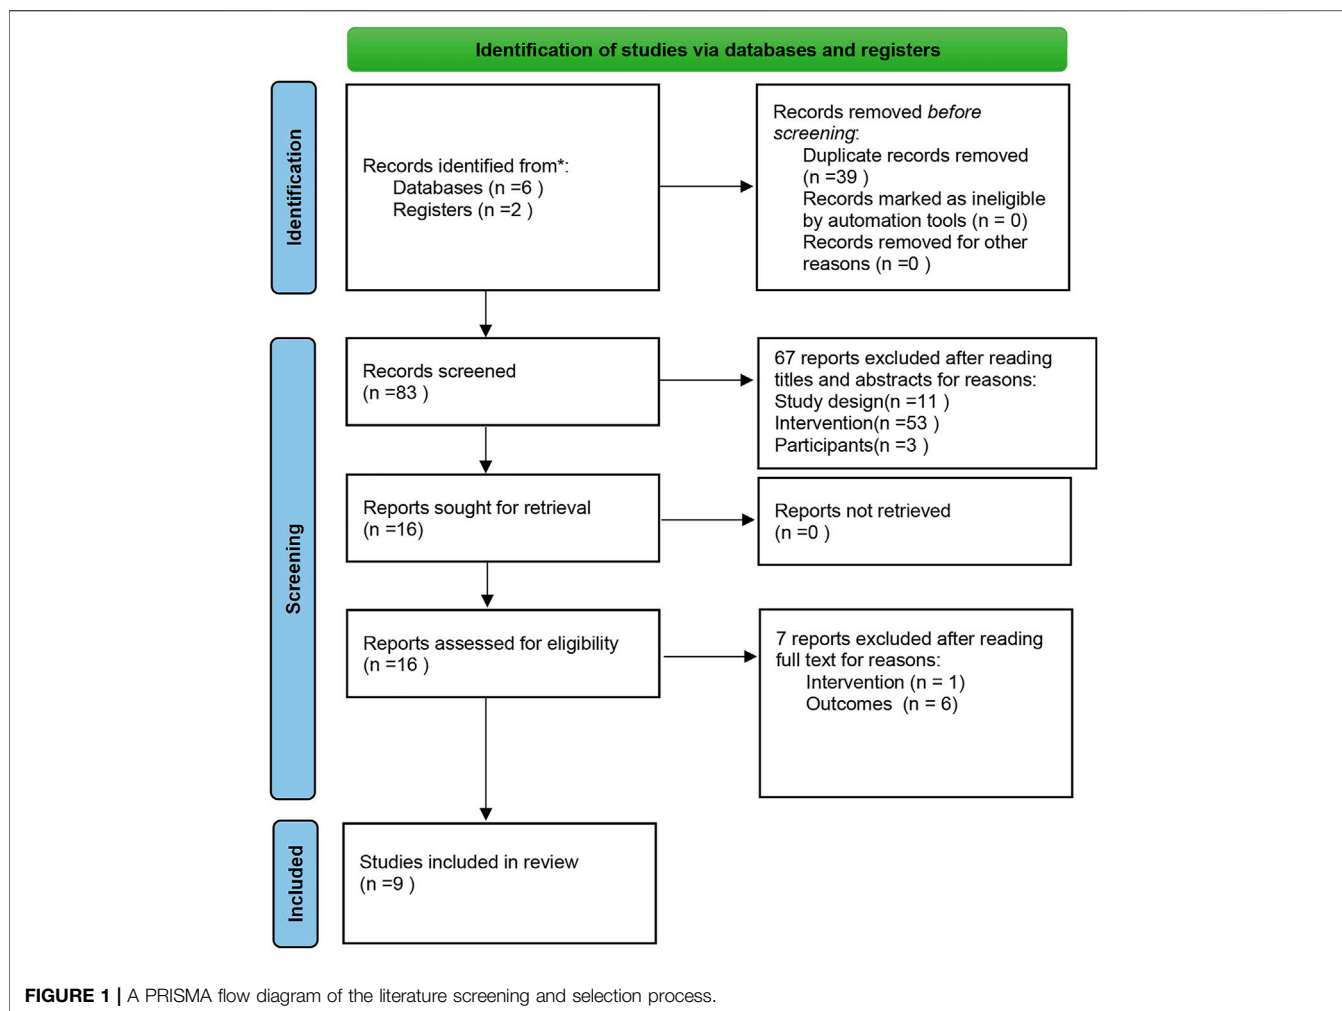 Identification of studies via databases and registers
Identification
Records identified from*:
Databases (n =6 )
Registers (n =2 )
Records removed before
screening:
Duplicate records removed
(n =39 )
Records marked as ineligible
by automation tools (n = 0)
Records removed for other
reasons (n =0 )
Screening
Records screened
(n =83 )
67 reports excluded after reading
titles and abstracts for reasons:
Study design(n =11 )
Intervention(n =53 )
Participants(n =3 )
Reports sought for retrieval
(n =16)
Reports not retrieved
(n =0 )
Reports assessed for eligibility
(n =16 )
7 reports excluded after reading
full text for reasons:
Intervention (n = 1)
Outcomes  (n = 6)
Included
Studies included in review
(n =9 )
FIGURE 1 | A PRISMA flow diagram of the literature screening and selection process.